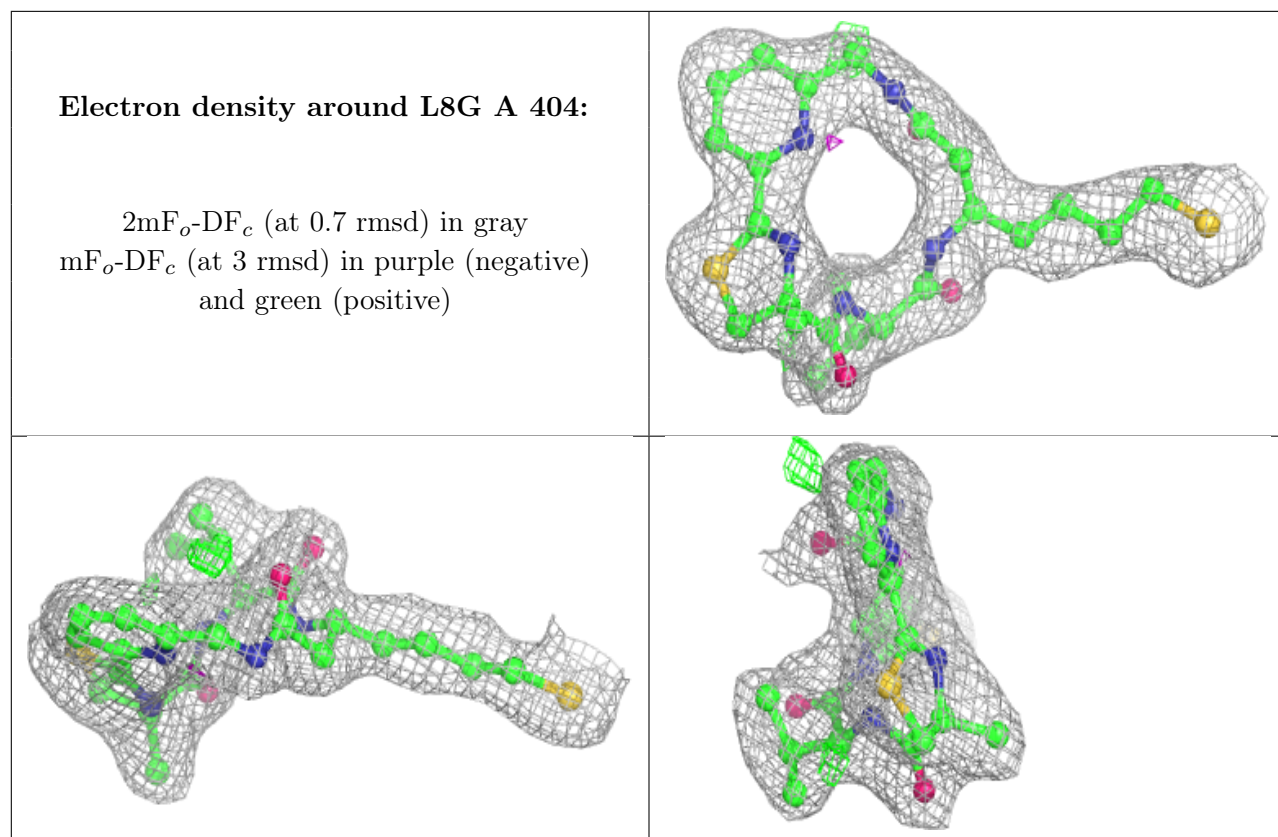 Electron density around L8G A 404:
2mFₒ-DF𝒸 (at 0.7 rmsd) in gray
mFₒ-DF𝒸 (at 3 rmsd) in purple (negative)
and green (positive)